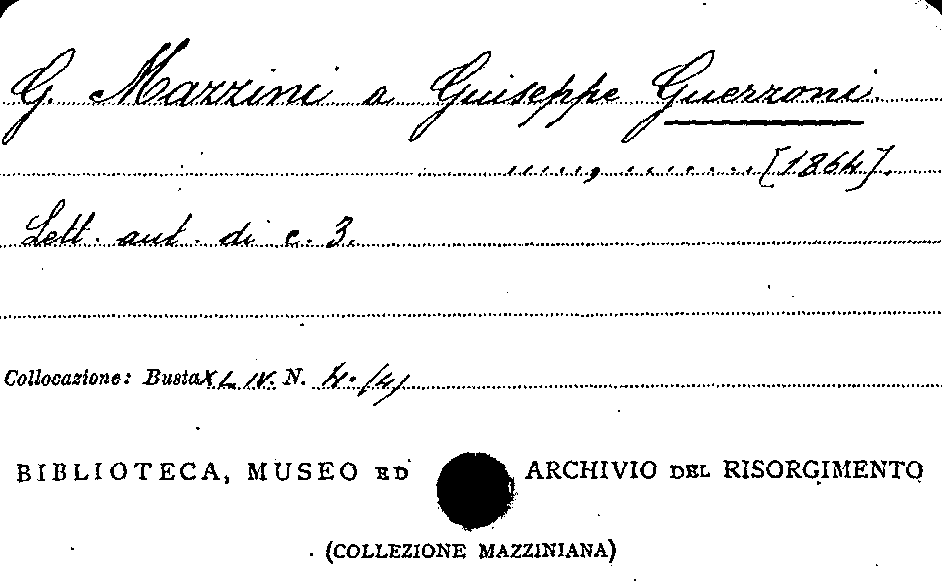 G. Mazzini a Giuseppe Guerzoni.
....., ........ [1864].
Lett. aut. di c. 3.
Collocazione: Busta XLIV. N. 4. (4)
BIBLIOTECA, MUSEO ED ARCHIVIO DEL RISORGIMENTO
(COLLEZIONE MAZZINIANA)